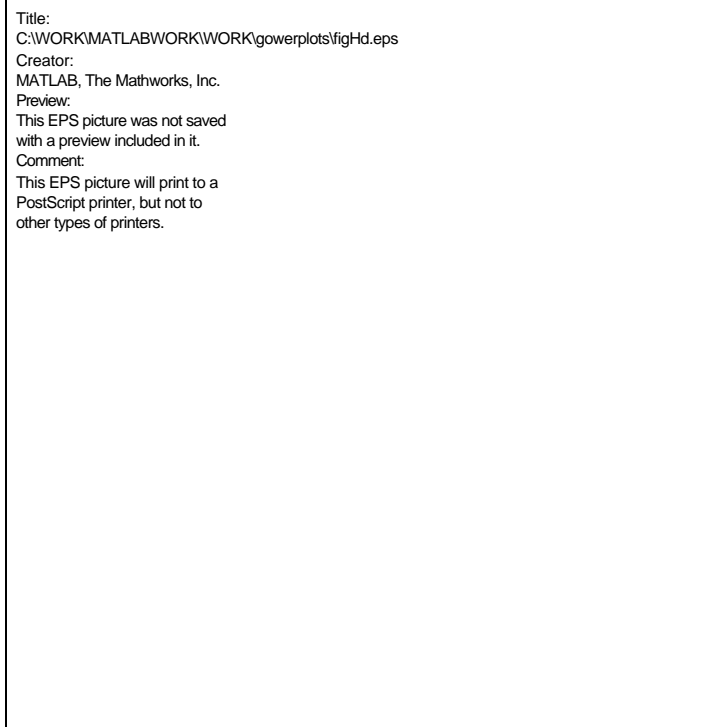 Title:
C:\WORK\MATLABWORK\WORK\gowerplots\figHd.eps
Creator:
MATLAB, The Mathworks, Inc.
Preview:
This EPS picture was not saved
with a preview included in it.
Comment:
This EPS picture will print to a
PostScript printer, but not to
other types of printers.